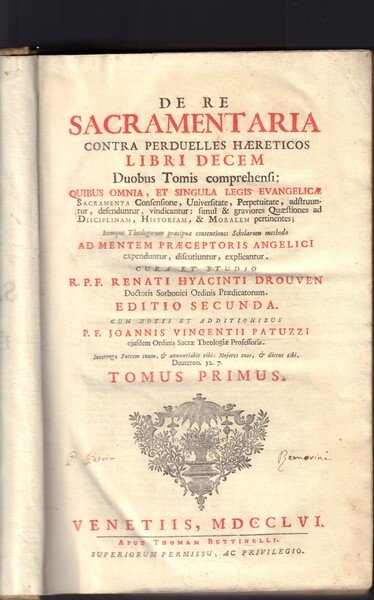 DE RE
SACRAMENTARIA
CONTRA PERDUELLES HÆRETICOS
LIBRI DECEM
Duobus Tomis comprehensi:
QUIBUS OMNIA, ET SINGULA LEGIS EVANGELICÆ
SACRAMENTA Consensione, Universitate, Perpetuitate, adstruun-
tur, defenduntur, vindicantur: simul & graviores Quæstiones ad
DISCIPLINAM, HISTORIAM, & MORALEM pertinentes;
Itemque Theologorum præcipuæ contentiones Scholarum methodo
AD MENTEM PRÆCEPTORIS ANGELICI
expenduntur, discutiuntur, explicantur.
CURA ET STUDIO
R. P. F. RENATI HYACINTI DROUVEN
Doctoris Sorbonici Ordinis Prædicatorum.
EDITIO SECUNDA.
CUM NOTIS ET ADDITIONIBUS
P. F. JOANNIS VINCENTII PATUZZI
ejusdem Ordinis Sacræ Theologiæ Professoris.
Interroga Patrem tuum, & annuntiabit tibi: Majores tuos, & dicent tibi.
Deuteron. 32. 7.
TOMUS PRIMUS.
Bernovini
VENETIIS, MDCCLVI.
APUD THOMAM BETTINELLI.
SUPERIORUM PERMISSU, AC PRIVILEGIO.